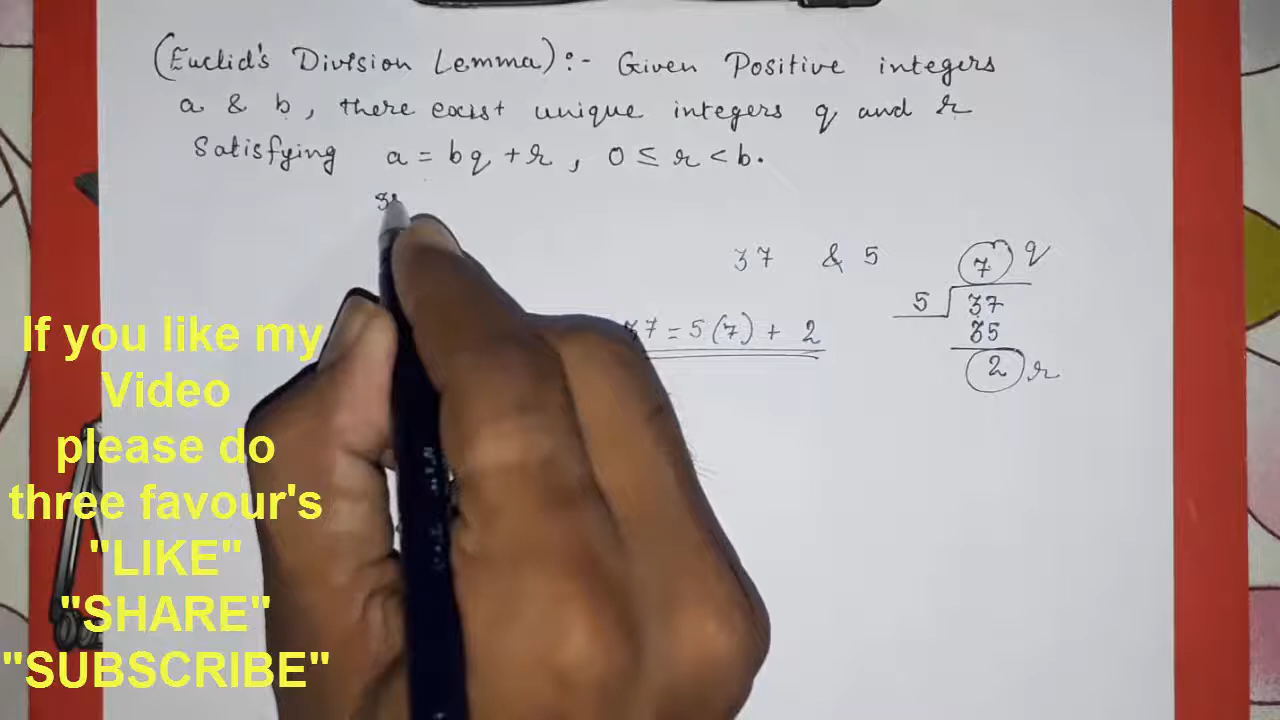 (Euclid's Division Lemma) :- Given Positive integers
a & b, there exist unique integers q and r
Satisfying a = bq + r, 0 ≤ r < b.
37 & 5
37 = 5(7) + 2
7 q
5 37
35
2 r
If you like my
Video
please do
three favour's
"LIKE"
"SHARE"
"SUBSCRIBE"